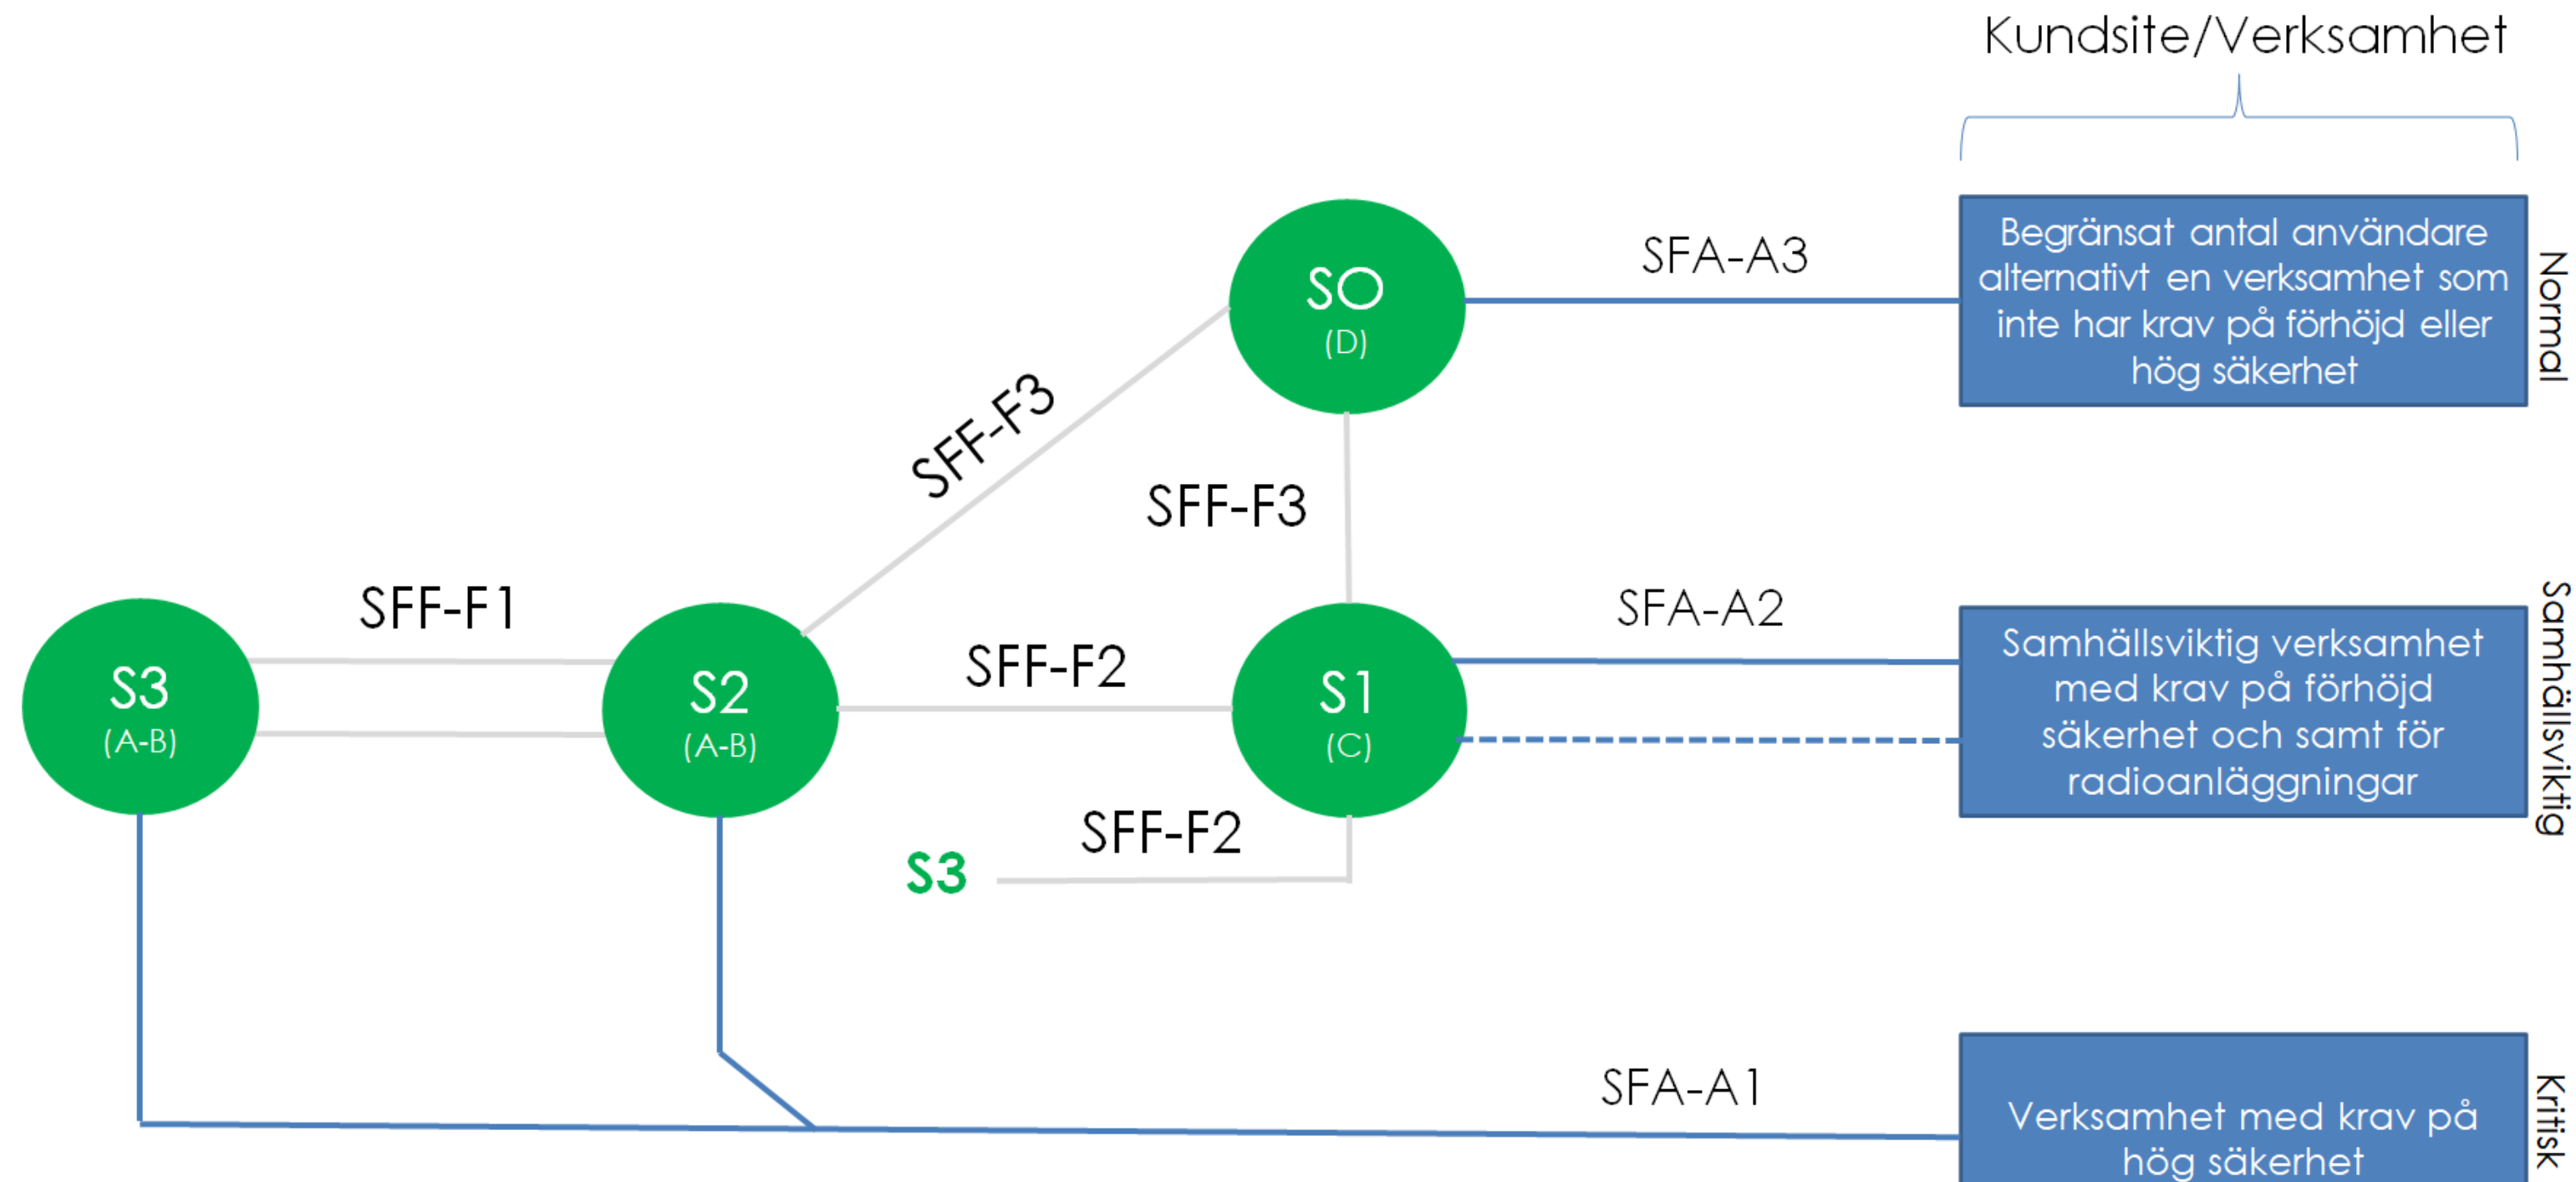 Kundsite/Verksamhet
SO
(D)
SFA-A3
Begränsat antal användare
alternativt en verksamhet som
inte har krav på förhöjd eller
hög säkerhet
Normal
SFF-F3
SFF-F3
SFF-F1
S3
(A-B)
S2
(A-B)
SFF-F2
S1
(C)
SFA-A2
Samhällsviktig verksamhet
med krav på förhöjd
säkerhet och samt för
radioanläggningar
Samhällsviktig
SFF-F2
S3
SFA-A1
Verksamhet med krav på
hög säkerhet
Kritisk